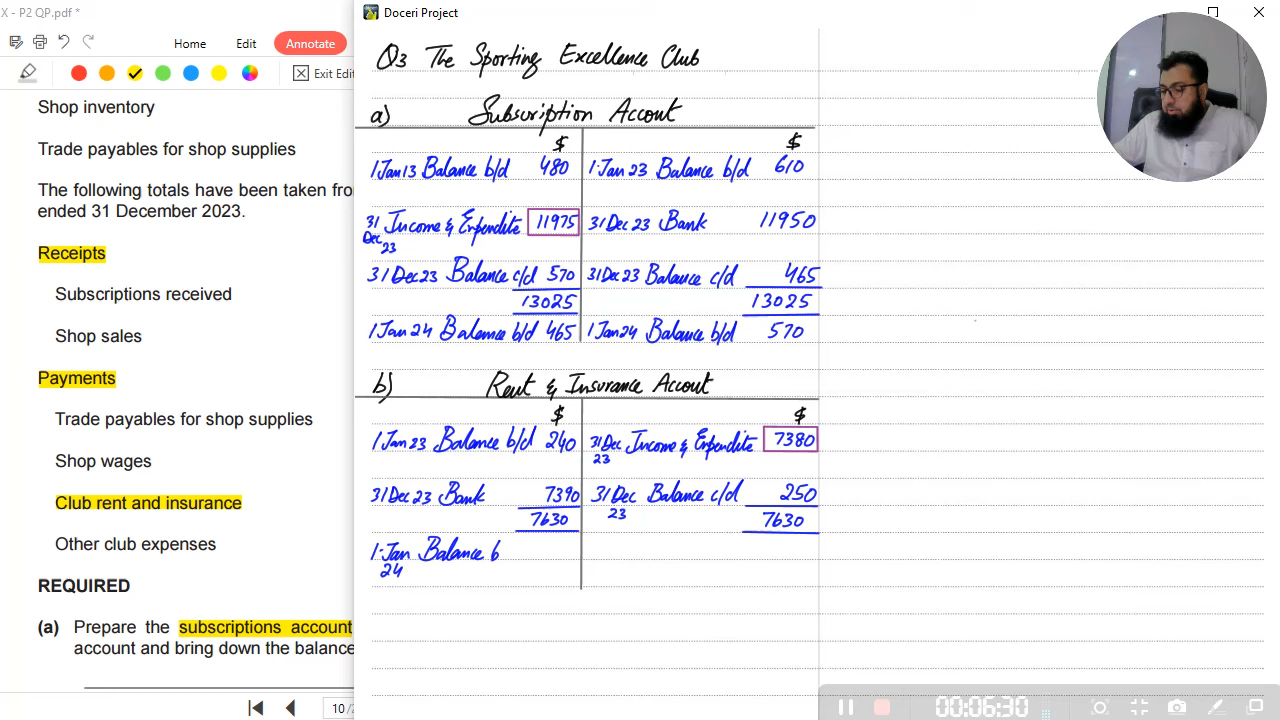 X - P2 QP.pdf *
Doceri Project
Home Edit Annotate
Exit Edi
Shop inventory
Trade payables for shop supplies
The following totals have been taken fro
ended 31 December 2023.
Receipts
Subscriptions received
Shop sales
Payments
Trade payables for shop supplies
Shop wages
Club rent and insurance
Other club expenses
REQUIRED
(a) Prepare the subscriptions account
account and bring down the balance
10 /
Q3 The Sporting Excellence Club
a) Subscription Accout
$ $
1 Jan 13 Balance b/d 480 1 Jan 23 Balance b/d 610
31 Dec 23 Income & Expendite 11975 31 Dec 23 Bank 11950
31 Dec 23 Balance c/d 570 31 Dec 23 Balance c/d 465
13025 13025
1 Jan 24 Balance b/d 465 1 Jan 24 Balance b/d 570
b) Rent & Insurance Accout
$ $
1 Jan 23 Balance b/d 240 31 Dec 23 Income & Expendite 7380
31 Dec 23 Bank 7390 31 Dec 23 Balance c/d 250
7630 7630
1 Jan 24 Balance b
00:06:30